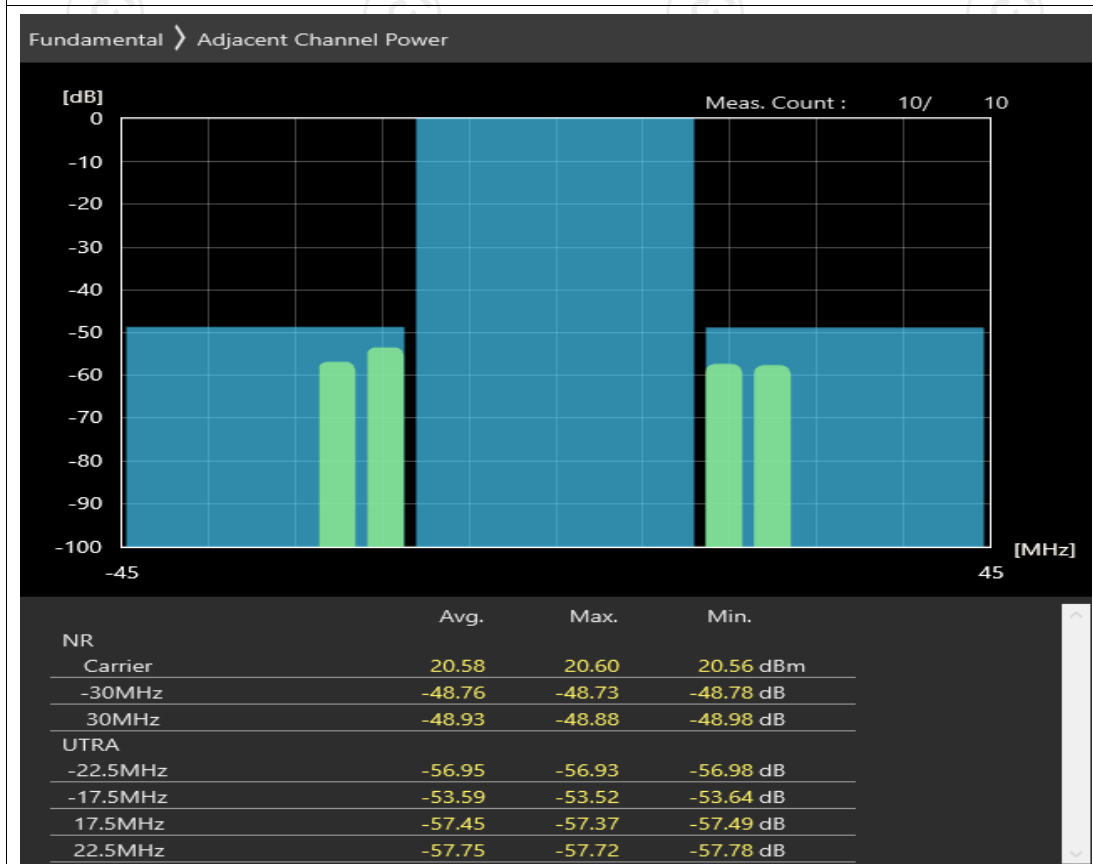 Fundamental 》 Adjacent Channel Power
[dB]
Meas. Count : 10/ 10
0
-10
-20
-30
-40
-50
-60
-70
-80
-90
-100
[MHz]
-45 45
Avg. Max. Min.
NR
Carrier 20.58 20.60 20.56 dBm
-30MHz -48.76 -48.73 -48.78 dB
30MHz -48.93 -48.88 -48.98 dB
UTRA
-22.5MHz -56.95 -56.93 -56.98 dB
-17.5MHz -53.59 -53.52 -53.64 dB
17.5MHz -57.45 -57.37 -57.49 dB
22.5MHz -57.75 -57.72 -57.78 dB